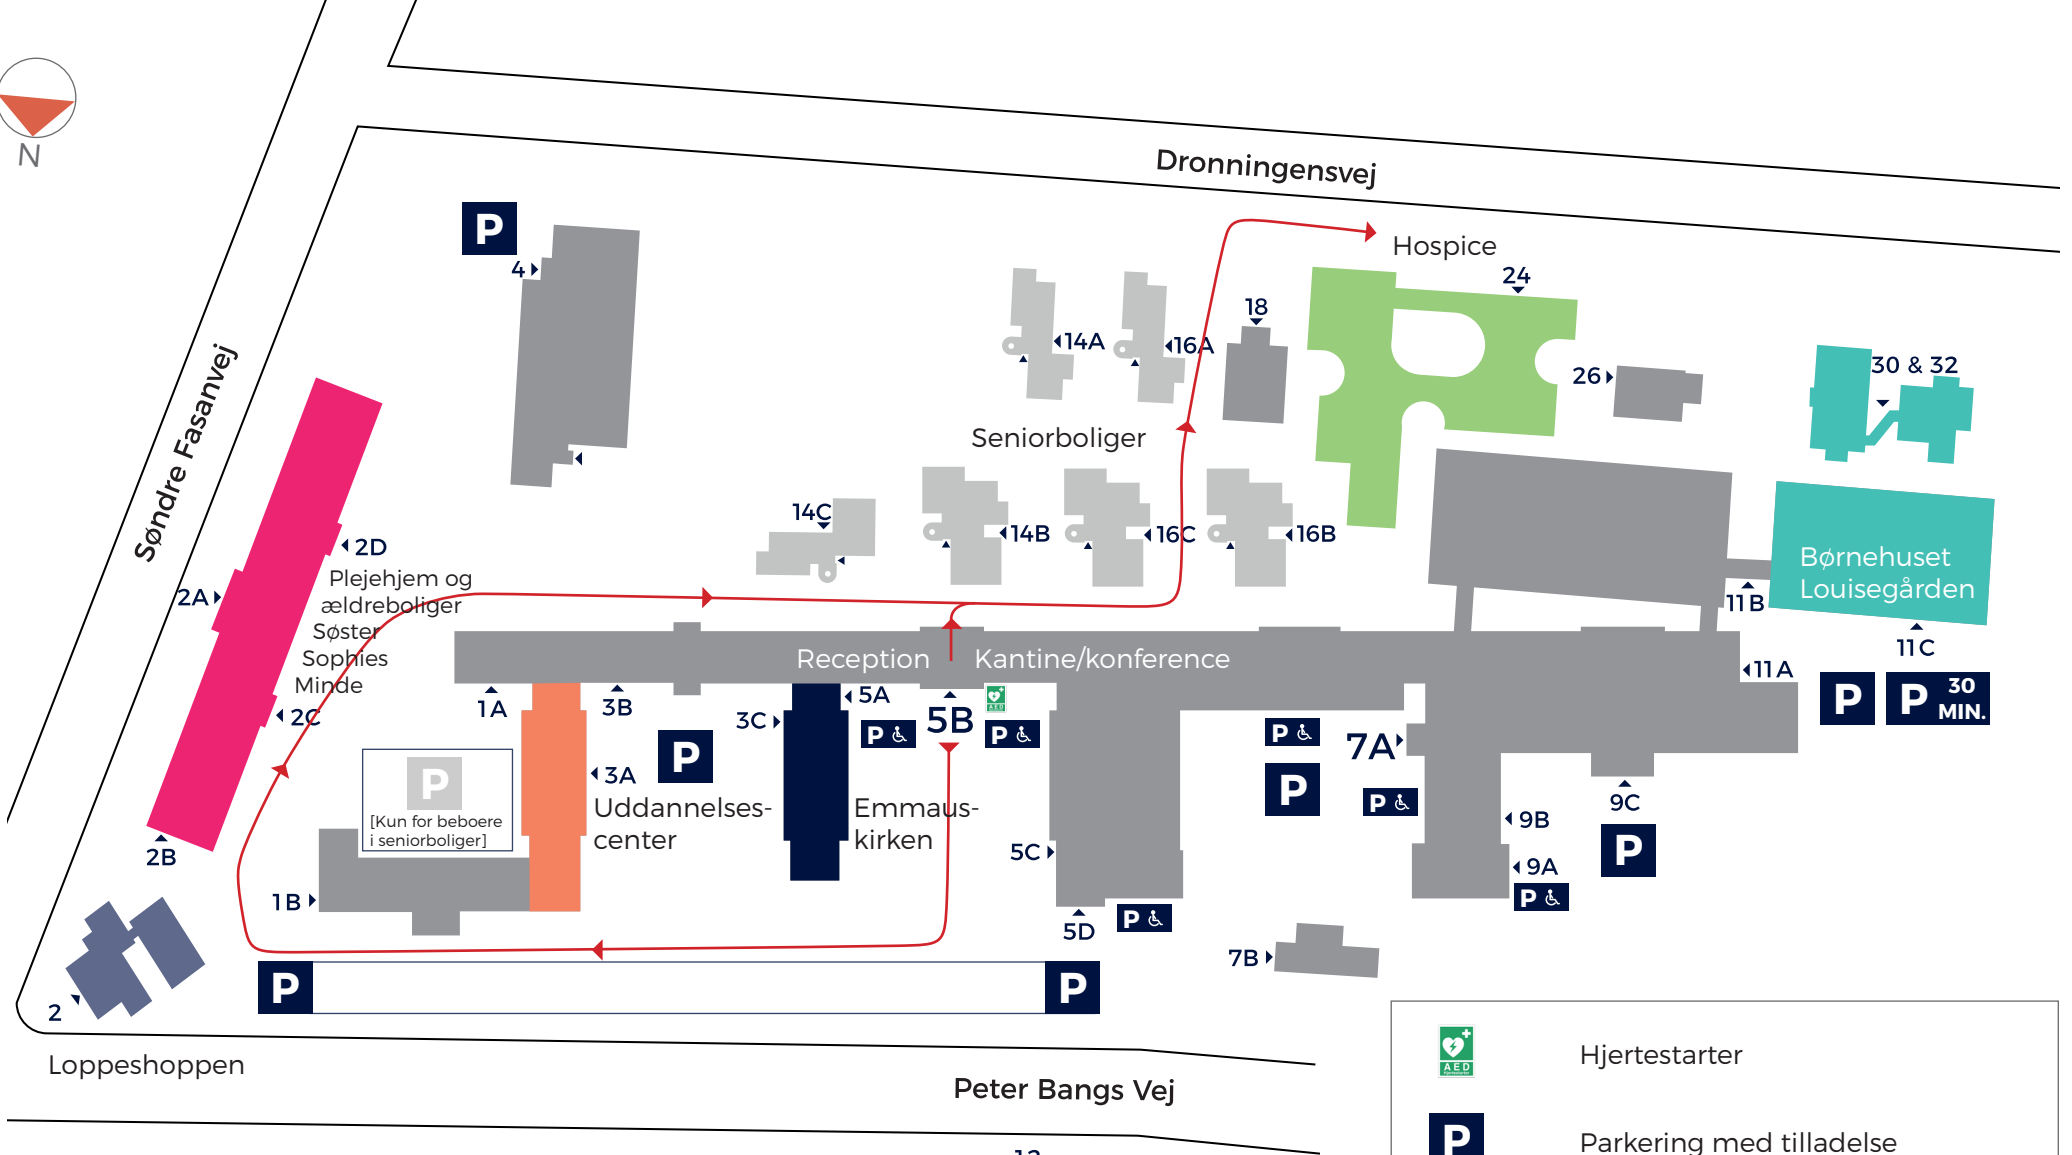 N
Dronningensvej
Søndre Fasanvej
P
4
Hospice
24
18
14A
16A
26
30 & 32
Seniorboliger
14C
14B
16C
16B
2D
2A
Plejehjem og
ældreboliger
Søster
Sophies
Minde
2C
2B
Børnehuset
Louisegården
11B
11C
11A
P
P 30
MIN.
Reception
Kantine/konference
1A
3B
3C
5A
5B
AED
P
P
P
P
7A
P
P
P
[Kun for beboere
i seniorboliger]
3A
Uddannelses-
center
Emmaus-
kirken
9C
9B
P
9A
P
5C
5D
P
1B
7B
2
P
P
Loppeshoppen
Peter Bangs Vej
AED
Hjertestarter
Hjertestarter
P
Parkering med tilladelse